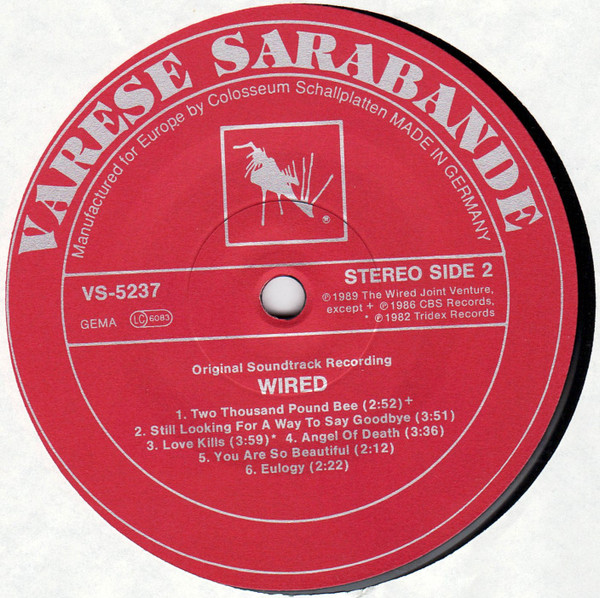 VARESE SARABANDE
Manufactured for Europe by Colosseum Schallplatten MADE IN GERMANY
®
VS-5237
GEMA LC 6083
STEREO SIDE 2
℗ 1989 The Wired Joint Venture,
except + ℗ 1986 CBS Records,
* ℗ 1982 Tridex Records
Original Soundtrack Recording
WIRED
1. Two Thousand Pound Bee (2:52)+
2. Still Looking For A Way To Say Goodbye (3:51)
3. Love Kills (3:59)* 4. Angel Of Death (3:36)
5. You Are So Beautiful (2:12)
6. Eulogy (2:22)